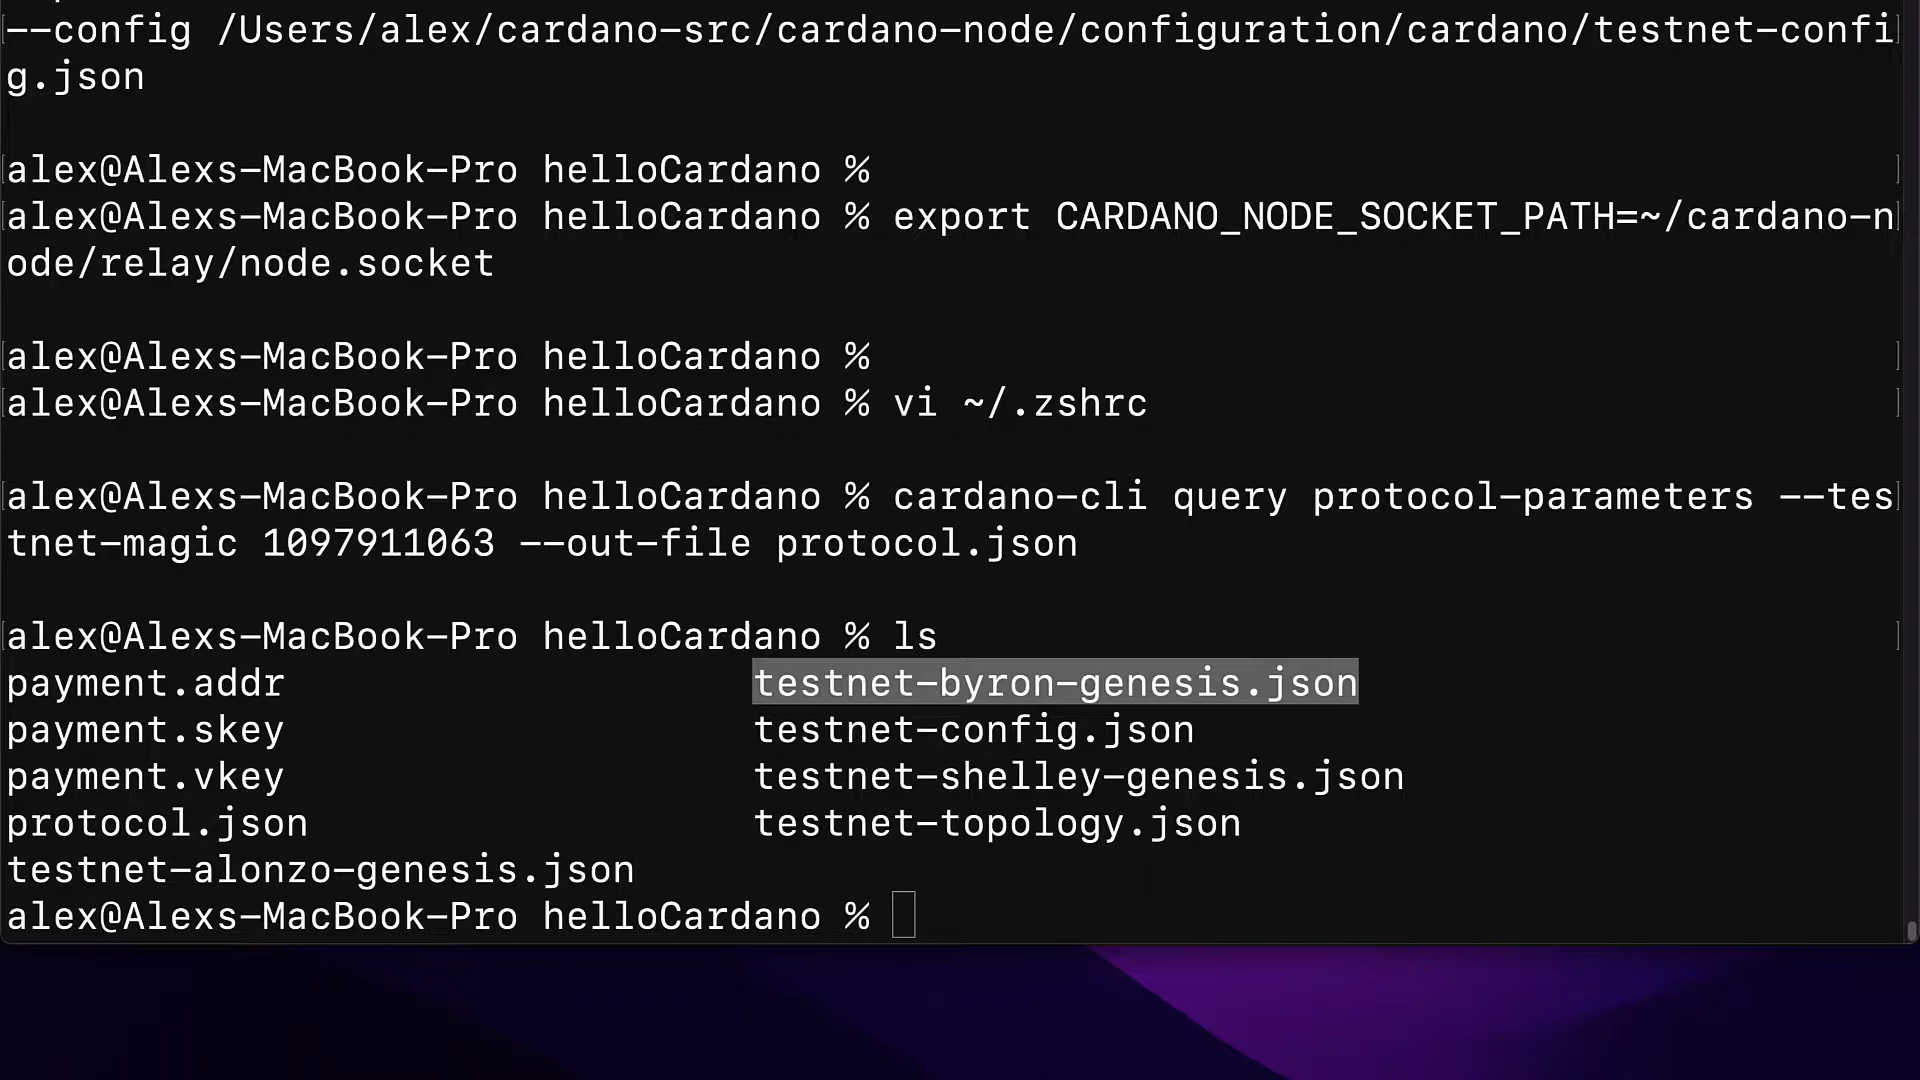 --config /Users/alex/cardano-src/cardano-node/configuration/cardano/testnet-confi
g.json
alex@Alexs-MacBook-Pro helloCardano %
alex@Alexs-MacBook-Pro helloCardano % export CARDANO_NODE_SOCKET_PATH=~/cardano-n
ode/relay/node.socket
alex@Alexs-MacBook-Pro helloCardano %
alex@Alexs-MacBook-Pro helloCardano % vi ~/.zshrc
alex@Alexs-MacBook-Pro helloCardano % cardano-cli query protocol-parameters --tes
tnet-magic 1097911063 --out-file protocol.json
alex@Alexs-MacBook-Pro helloCardano % ls
payment.addr testnet-byron-genesis.json
payment.skey testnet-config.json
payment.vkey testnet-shelley-genesis.json
protocol.json testnet-topology.json
testnet-alonzo-genesis.json
alex@Alexs-MacBook-Pro helloCardano %